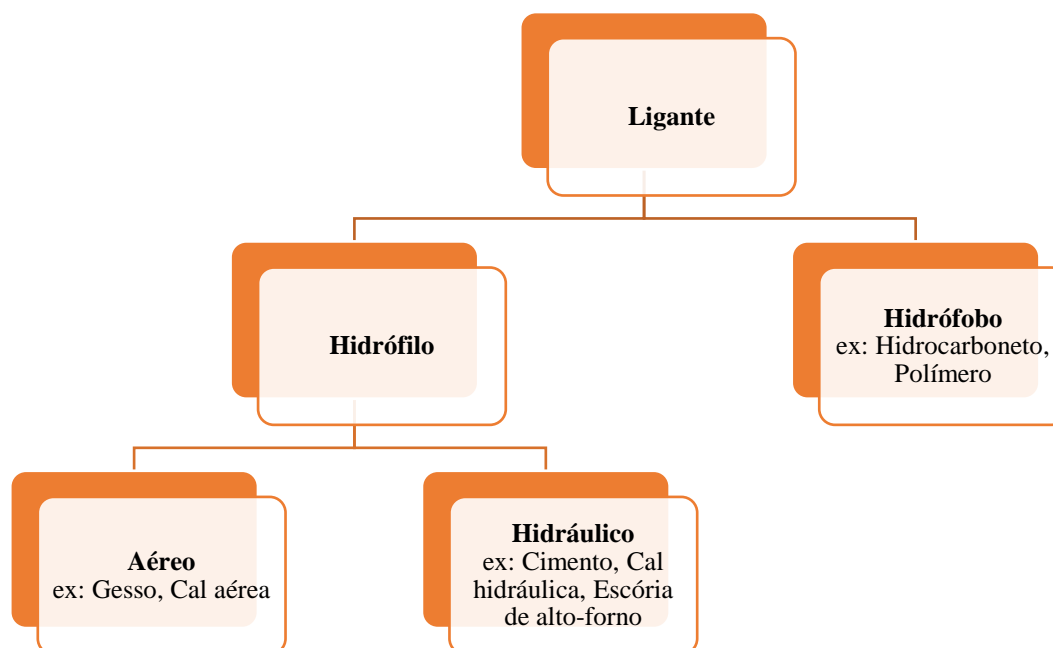 Ligante
Hidrófilo
Hidrófobo
ex: Hidrocarboneto,
Polímero
Aéreo
ex: Gesso, Cal aérea
Hidráulico
ex: Cimento, Cal
hidráulica, Escória
de alto-forno